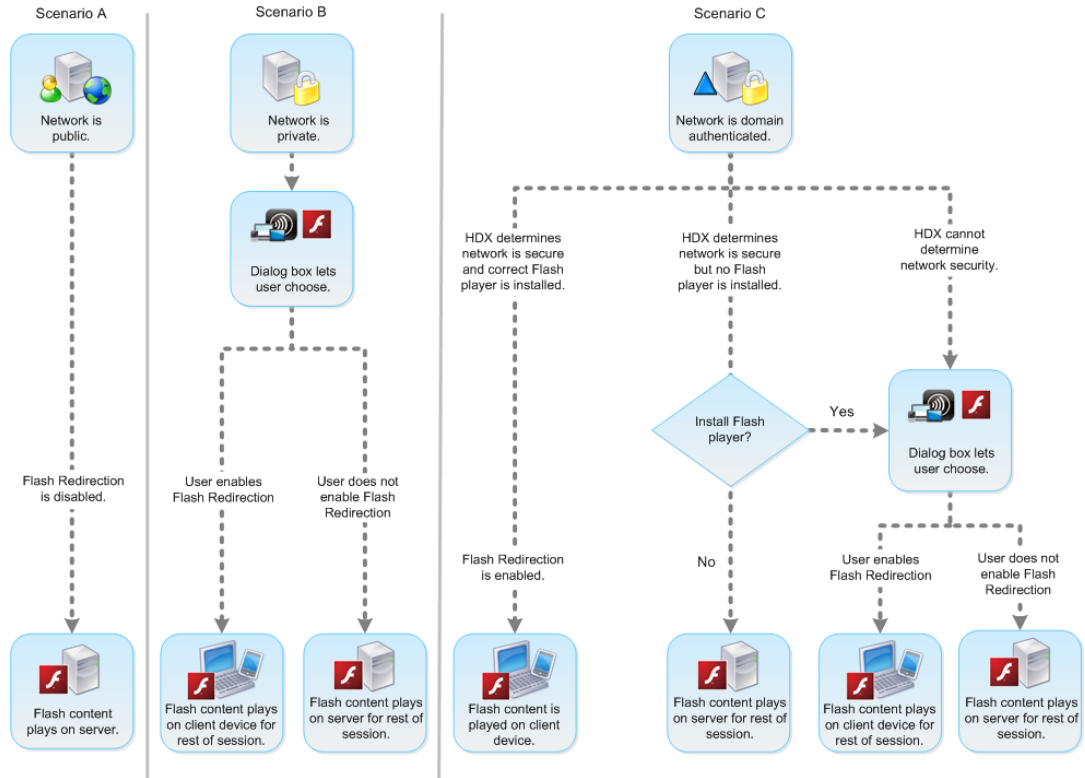 Scenario A
Network is
public.
Flash Redirection
is disabled.
Flash content
plays on server.
Scenario B
Network is
private.
Dialog box lets
user choose.
User enables
Flash Redirection
User does not
enable Flash
Redirection
Flash content plays
on client device for
rest of session.
Flash content plays
on server for rest of
session.
Scenario C
Network is domain
authenticated.
HDX determines
network is secure
and correct Flash
player is installed.
HDX determines
network is secure
but no Flash
player is installed.
HDX cannot
determine
network security.
Install Flash
player?
Yes
Dialog box lets
user choose.
Flash Redirection
is enabled.
No
User enables
Flash Redirection
User does not
enable Flash
Redirection
Flash content is
played on client
device.
Flash content plays
on server for rest of
session.
Flash content plays
on client device for
rest of session.
Flash content plays
on server for rest of
session.